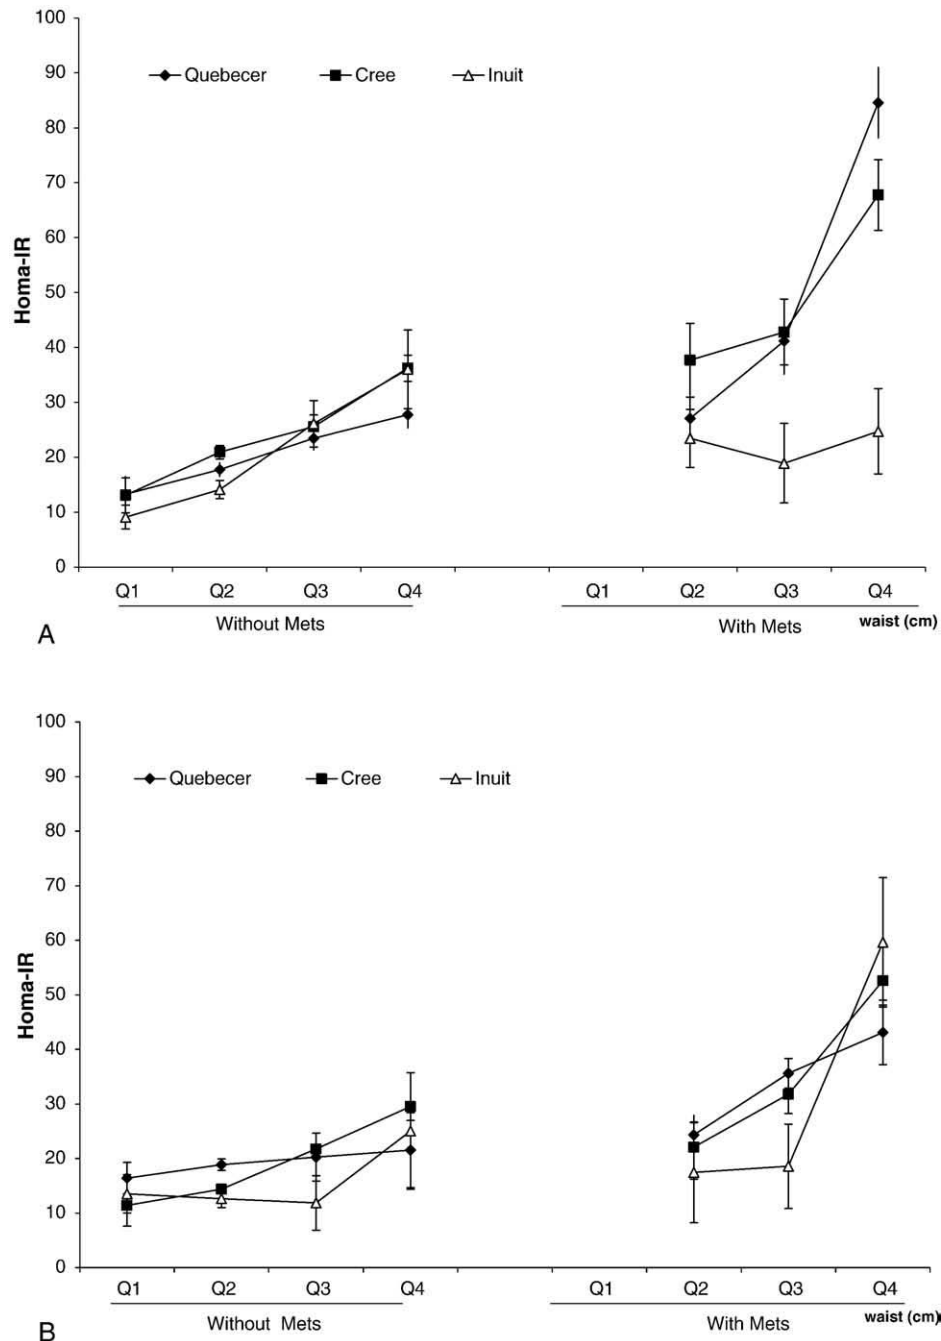 100
Quebecer Cree Inuit
90
80
70
60
50
40
30
20
10
0
Homa-IR
Q1 Q2 Q3 Q4 Q1 Q2 Q3 Q4
Without Mets With Mets waist (cm)
A
100
Quebecer Cree Inuit
90
80
70
60
50
40
30
20
10
0
Homa-IR
Q1 Q2 Q3 Q4 Q1 Q2 Q3 Q4
Without Mets With Mets waist (cm)
B